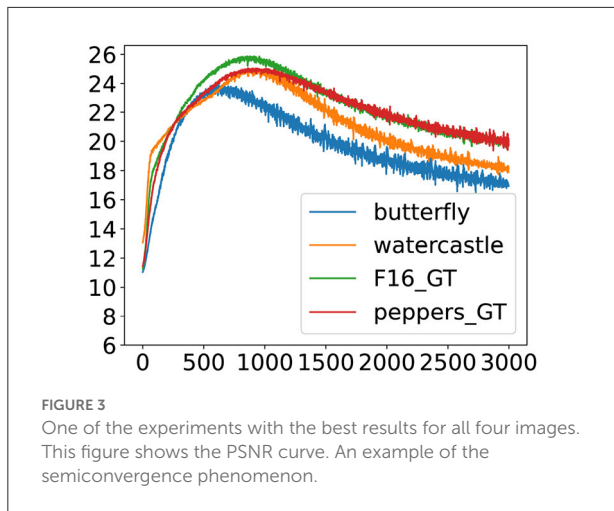 26
24
22
20
18
16
14
12
10
8
6
butterfly
watercastle
F16_GT
peppers_GT
0 500 1000 1500 2000 2500 3000
FIGURE 3
One of the experiments with the best results for all four images.
This figure shows the PSNR curve. An example of the
semiconvergence phenomenon.